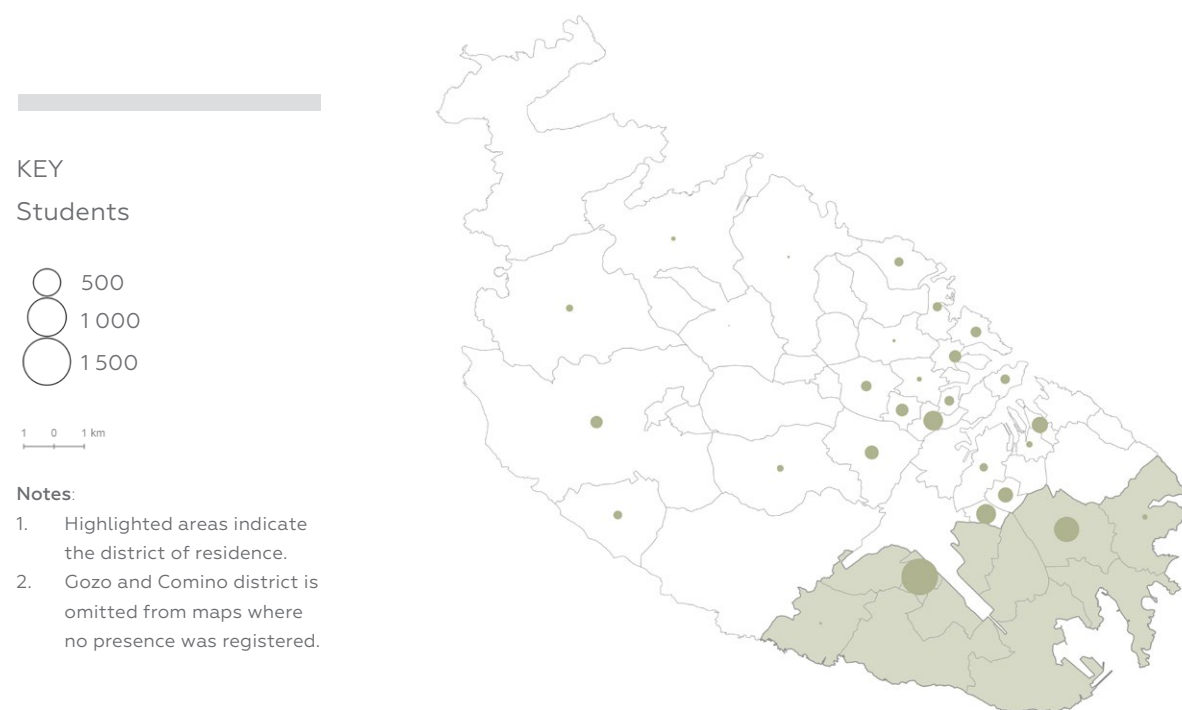 KEY
Students
500
1 000
1 500
1 0 1 km
Notes:
1. Highlighted areas indicate
the district of residence.
2. Gozo and Comino district is
omitted from maps where
no presence was registered.